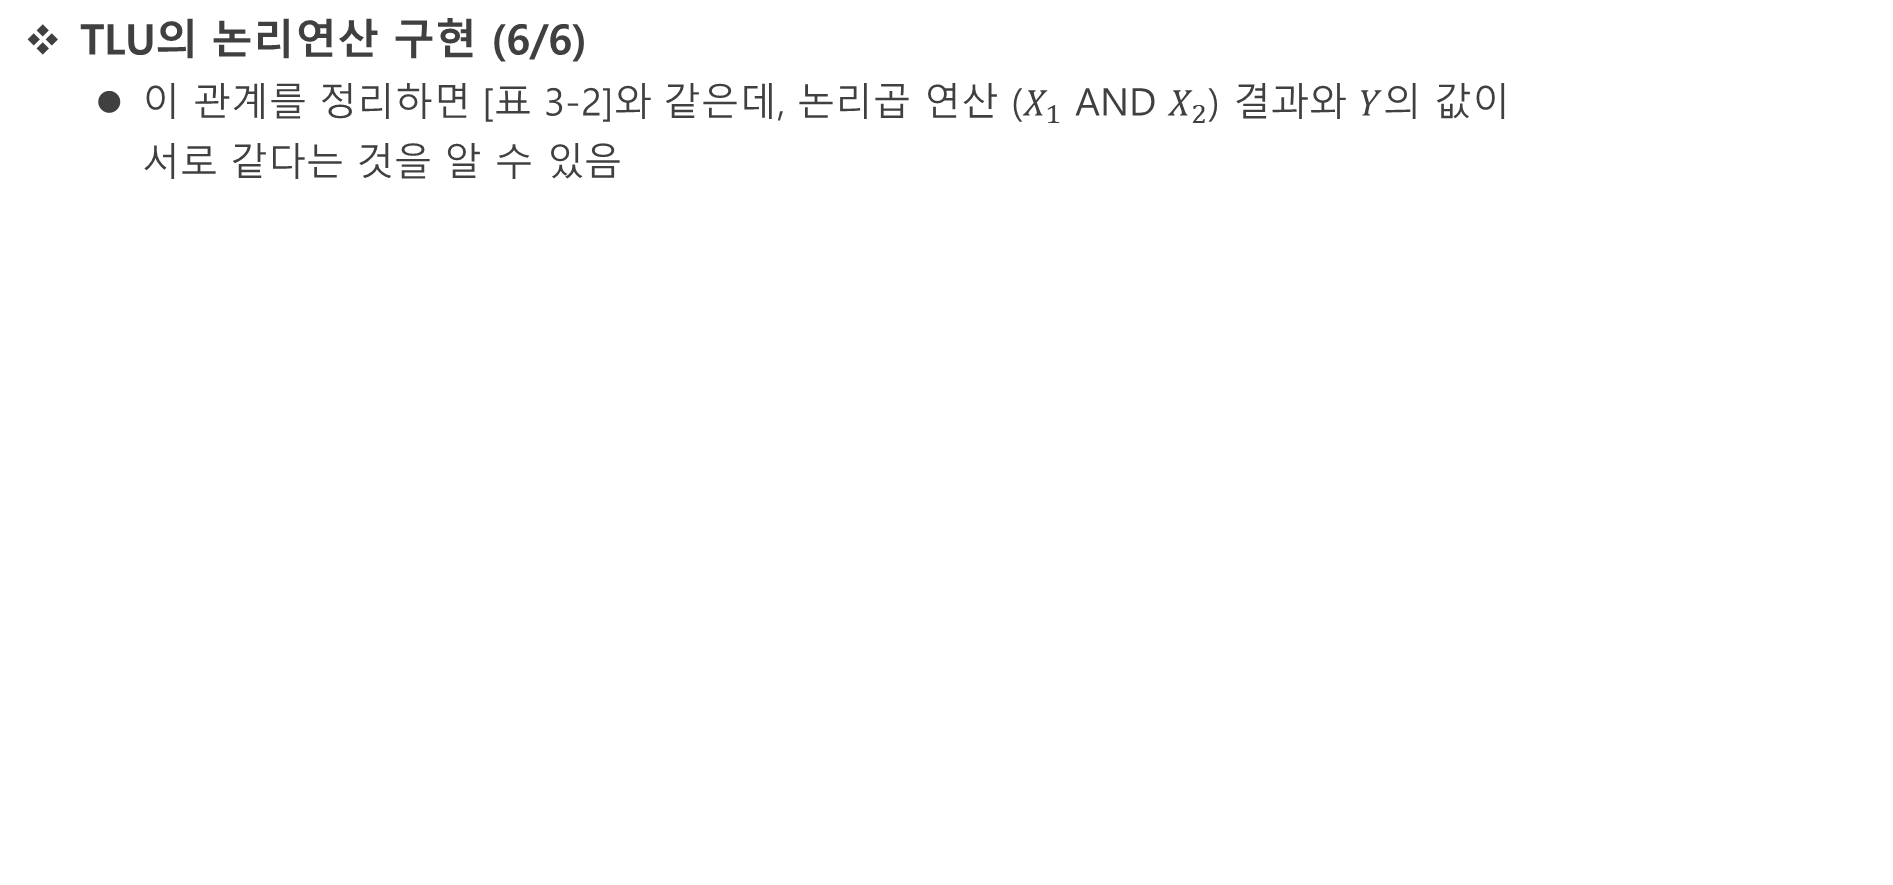 ❖ TLU의 논리연산 구현 (6/6)
● 이 관계를 정리하면 [표 3-2]와 같은데, 논리곱 연산 (X₁ AND X₂) 결과와 Y의 값이
서로 같다는 것을 알 수 있음